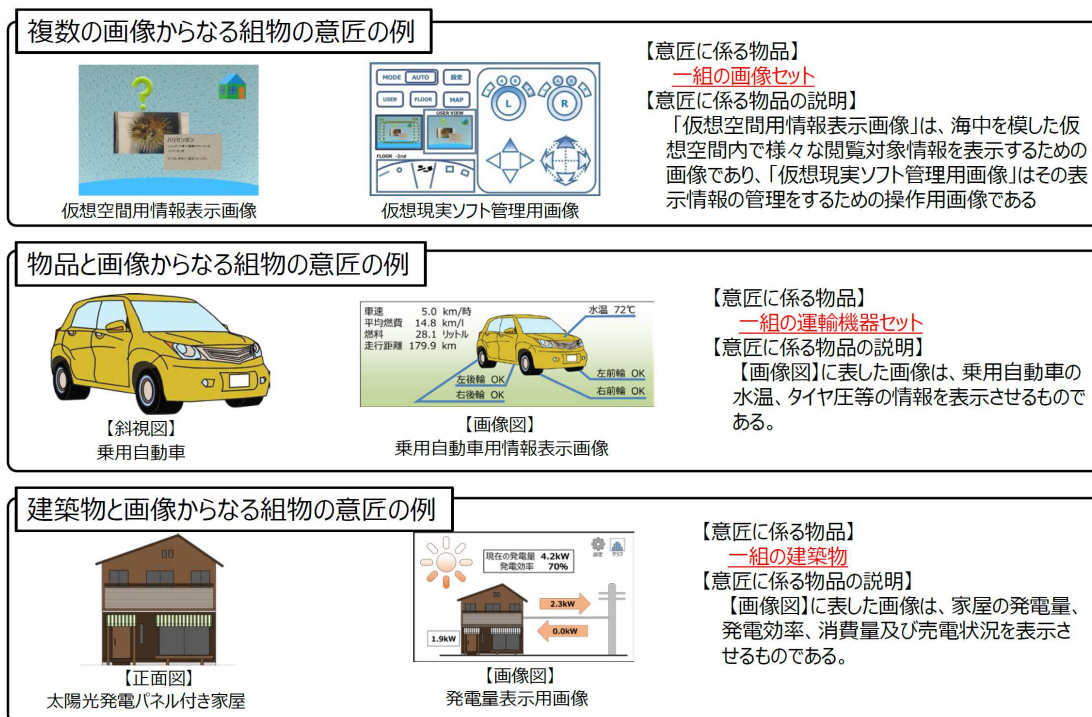 複数の画像からなる組物の意匠の例
ハリセンボン
仮想空間用情報表示画像
MODE AUTO 設定
USER FLOOR MAP
USER VIEW
FLOOR -2nd
A B A B
L R
仮想現実ソフト管理用画像
【意匠に係る物品】
一組の画像セット
【意匠に係る物品の説明】
「仮想空間用情報表示画像」は、海中を模した仮
想空間内で様々な閲覧対象情報を表示するための
画像であり、「仮想現実ソフト管理用画像」はその表
示情報の管理をするための操作用画像である
物品と画像からなる組物の意匠の例
【斜視図】
乗用自動車
車速 5.0 km/時
平均燃費 14.8 km/l
燃料 28.1 リットル
走行距離 179.9 km
水温 72℃
左後輪 OK
右後輪 OK
左前輪 OK
右前輪 OK
【画像図】
乗用自動車用情報表示画像
【意匠に係る物品】
一組の運輸機器セット
【意匠に係る物品の説明】
【画像図】に表した画像は、乗用自動車の
水温、タイヤ圧等の情報を表示させるもので
ある。
建築物と画像からなる組物の意匠の例
【正面図】
太陽光発電パネル付き家屋
現在の発電量 4.2kW
発電効率 70%
設定 グラフ
2.3kW
0.0kW
1.9kW
【画像図】
発電量表示用画像
【意匠に係る物品】
一組の建築物
【意匠に係る物品の説明】
【画像図】に表した画像は、家屋の発電量、
発電効率、消費量及び売電状況を表示さ
せるものである。